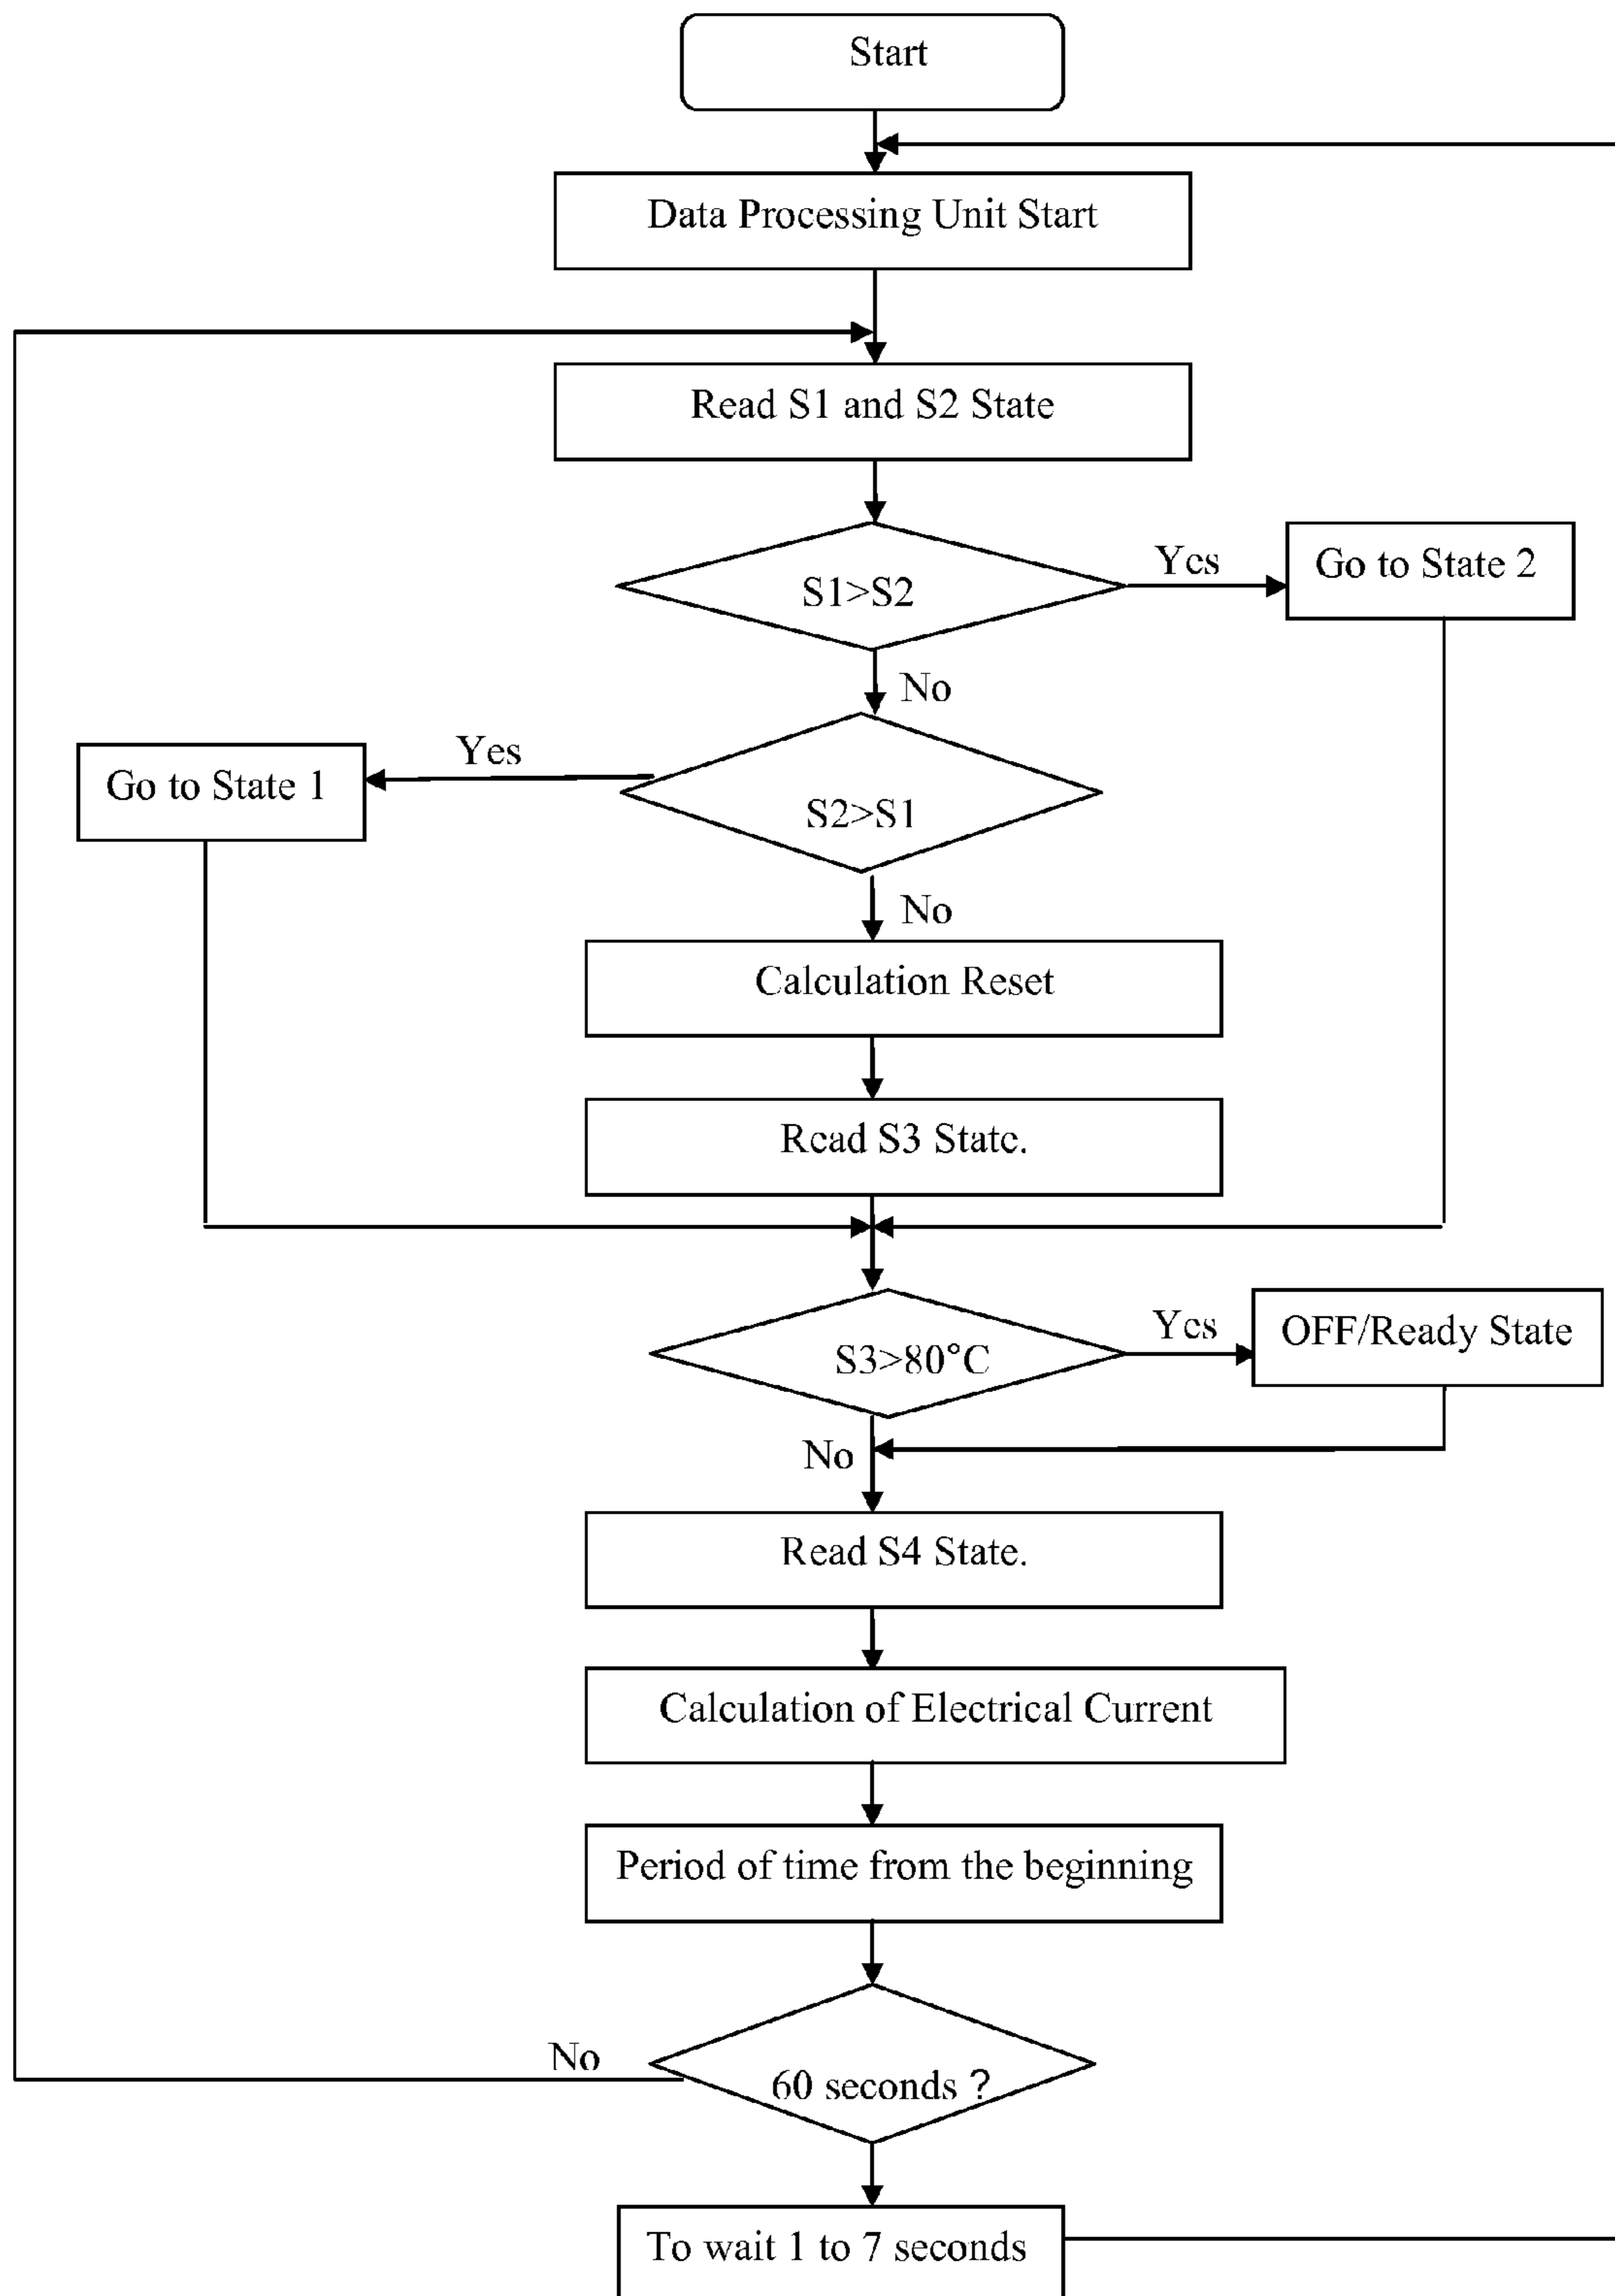 Start
Data Processing Unit Start
Read S1 and S2 State
S1>S2
Yes
Go to State 2
No
Yes
Go to State 1
S2>S1
No
Calculation Reset
Read S3 State.
S3>80°C
Yes
OFF/Ready State
No
Read S4 State.
Calculation of Electrical Current
Period of time from the beginning
No
60 seconds ?
To wait 1 to 7 seconds